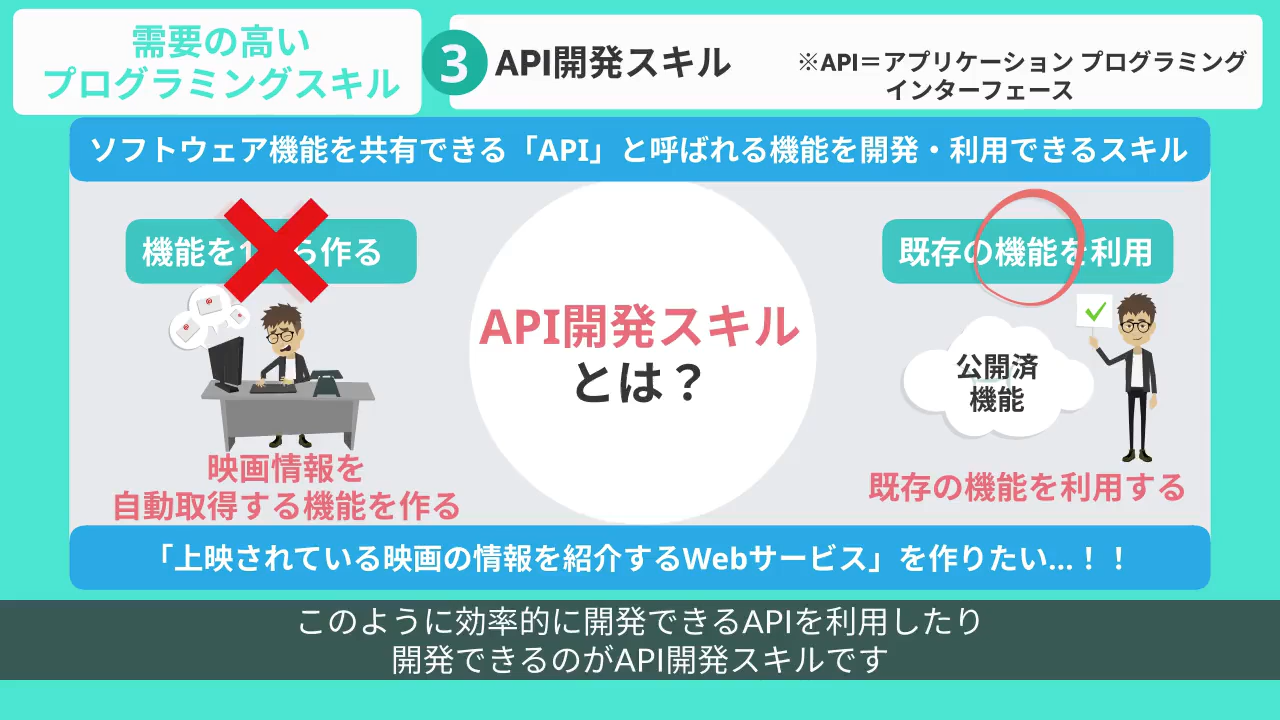 需要の高い
プログラミングスキル
3 API開発スキル
※API＝アプリケーション プログラミング
インターフェース
ソフトウェア機能を共有できる「API」と呼ばれる機能を開発・利用できるスキル
機能を1から作る
既存の機能を利用
API開発スキル
とは？
公開済
機能
映画情報を
自動取得する機能を作る
既存の機能を利用する
「上映されている映画の情報を紹介するWebサービス」を作りたい…！！
このように効率的に開発できるAPIを利用したり
開発できるのがAPI開発スキルです